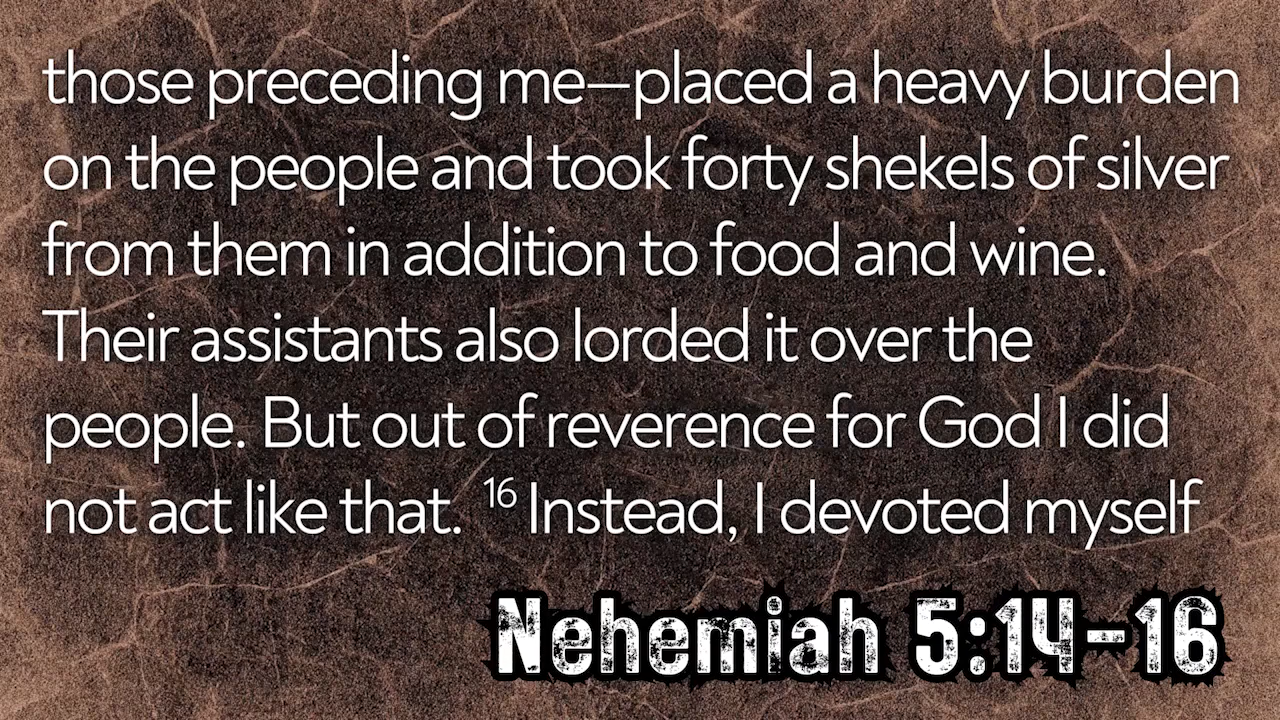 those preceding me—placed a heavy burden
on the people and took forty shekels of silver
from them in addition to food and wine.
Their assistants also lorded it over the
people. But out of reverence for God I did
not act like that. 16 Instead, I devoted myself
Nehemiah 5:14-16